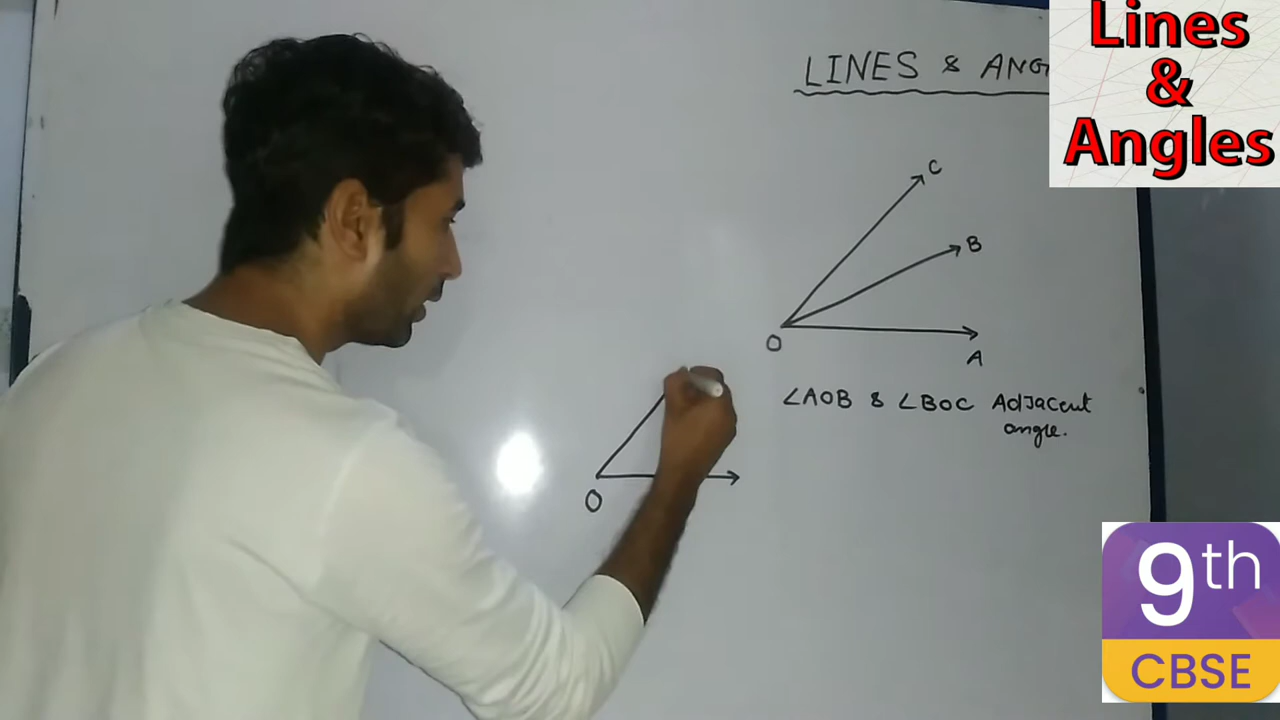 LINES & ANG
Lines
&
Angles
C
B
O
A
∠AOB & ∠BOC Adjacent
angle.
O
9th
CBSE